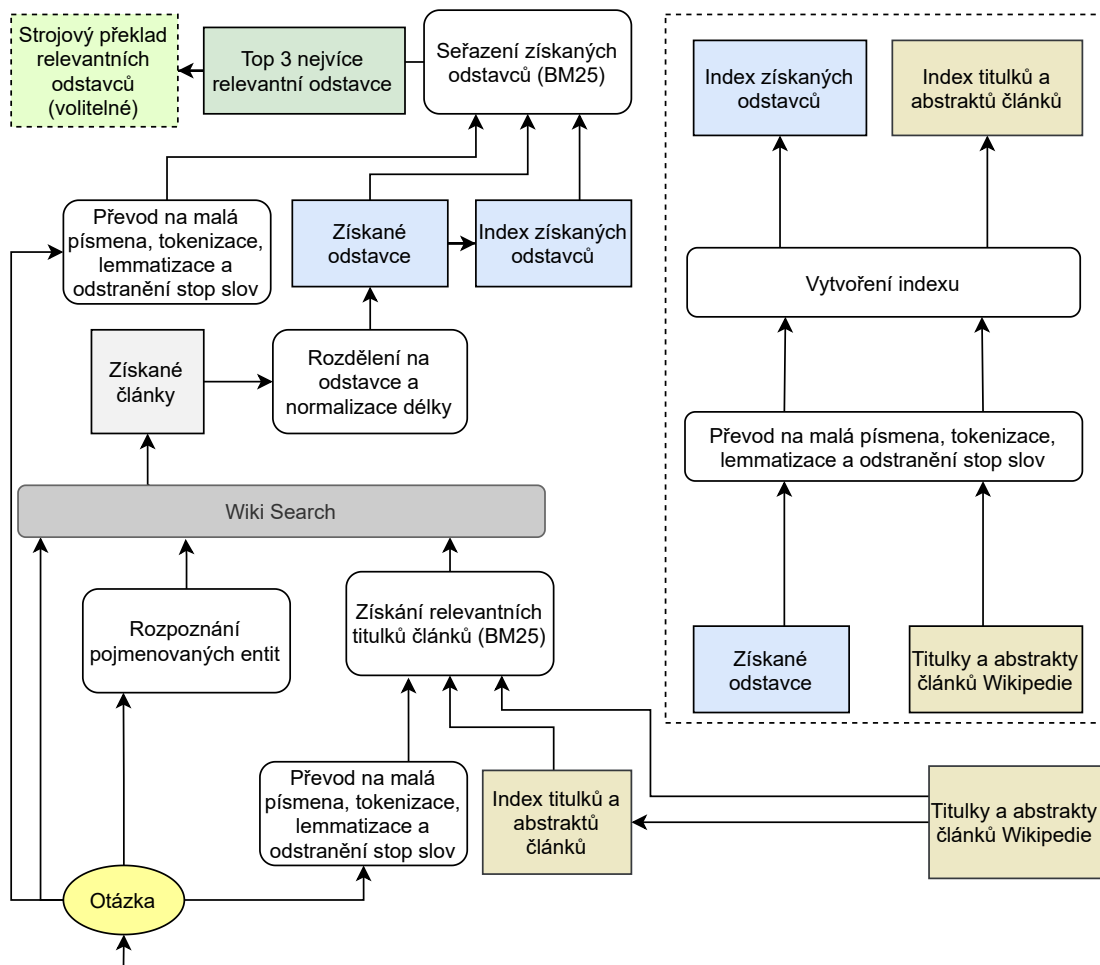 Strojový překlad
relevantních
odstavců
(volitelné)
Top 3 nejvíce
relevantní odstavce
Seřazení získaných
odstavců (BM25)
Převod na malá
písmena, tokenizace,
lemmatizace a
odstranění stop slov
Získané
odstavce
Index získaných
odstavců
Získané
články
Rozdělení na
odstavce a
normalizace délky
Wiki Search
Rozpoznání
pojmenovaných entit
Získání relevantních
titulků článků (BM25)
Převod na malá
písmena, tokenizace,
lemmatizace a
odstranění stop slov
Index titulků a
abstraktů
článků
Titulky a abstrakty
článků Wikipedie
Otázka
Index získaných
odstavců
Index titulků a
abstraktů článků
Vytvoření indexu
Převod na malá písmena, tokenizace,
lemmatizace a odstranění stop slov
Získané
odstavce
Titulky a abstrakty
článků Wikipedie